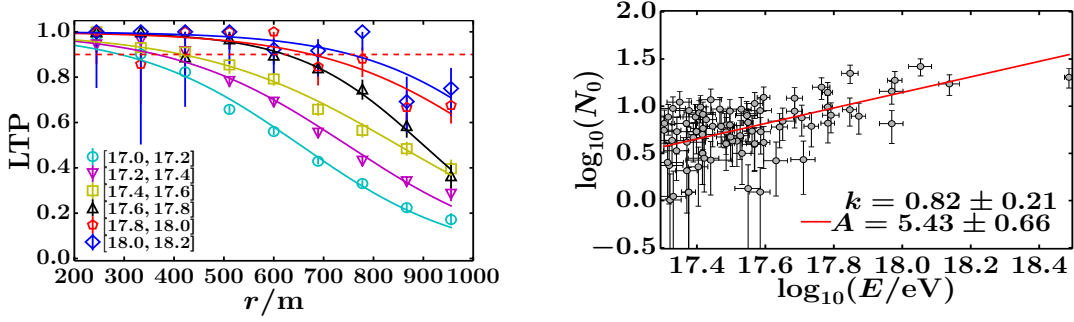 1.0
0.8
0.6
0.4
0.2
0.0
LTP
[17.0, 17.2]
[17.2, 17.4]
[17.4, 17.6]
[17.6, 17.8]
[17.8, 18.0]
[18.0, 18.2]
200 300 400 500 600 700 800 900 1000
r/m
2.0
1.5
1.0
0.5
0.0
−0.5
log₁₀(N₀)
k = 0.82 ± 0.21
A = 5.43 ± 0.66
17.4 17.6 17.8 18.0 18.2 18.4
log₁₀(E/eV)